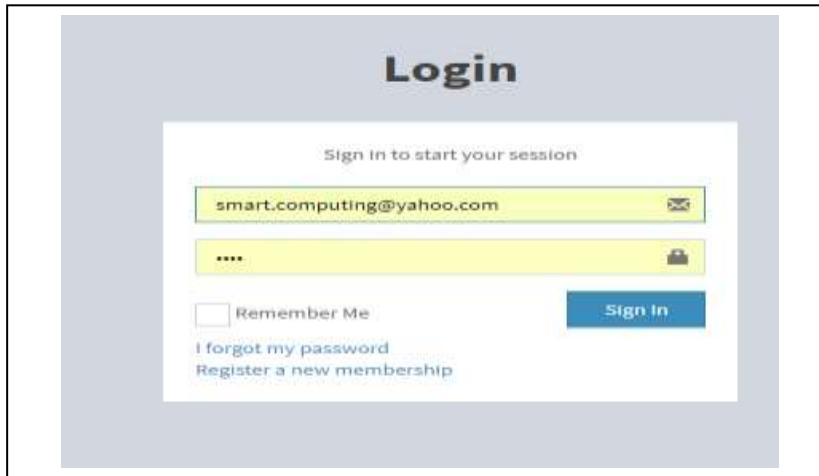 Login
Sign in to start your session
smart.computing@yahoo.com
••••
Remember Me
Sign In
I forgot my password
Register a new membership